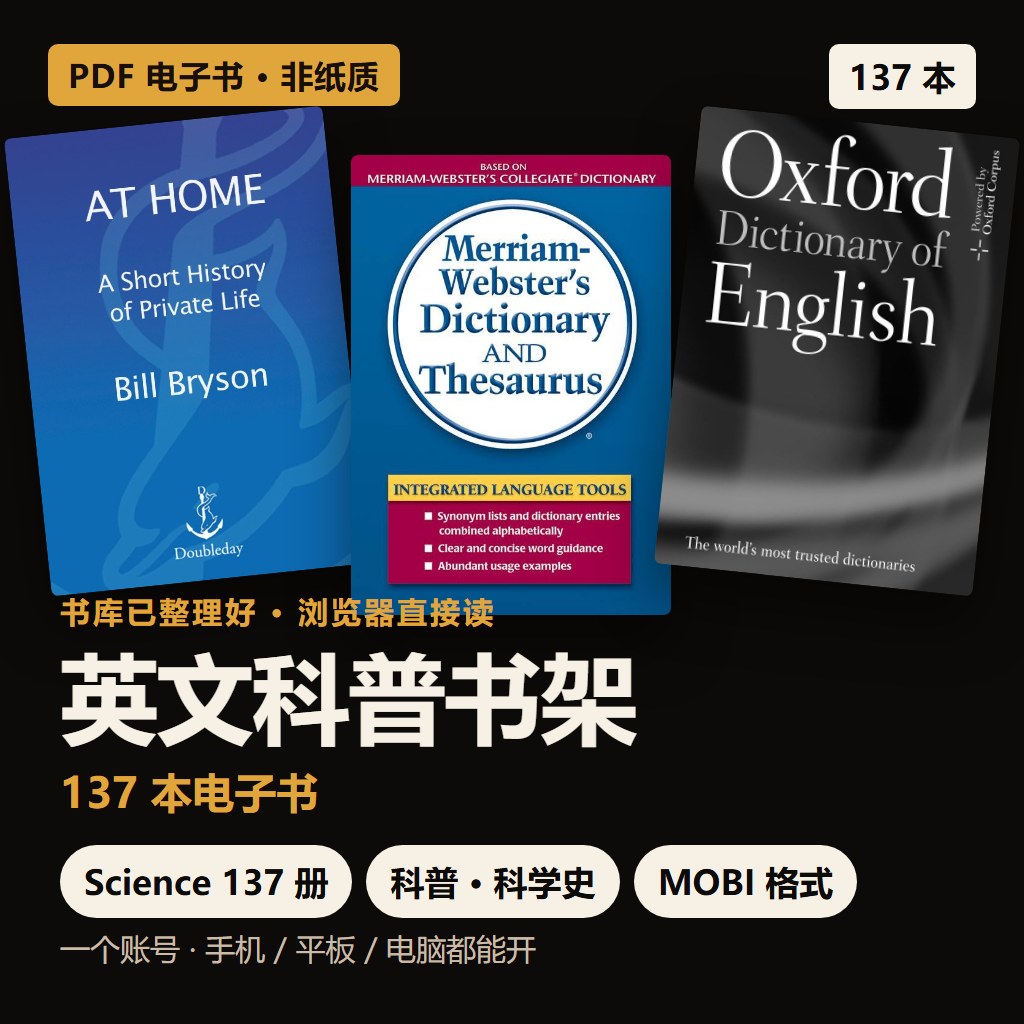 PDF 电子书 · 非纸质
137 本
AT HOME
A Short History
of Private Life
Bill Bryson
Doubleday
BASED ON
MERRIAM-WEBSTER'S COLLEGIATE® DICTIONARY
Merriam-
Webster's
Dictionary
AND
Thesaurus
®
INTEGRATED LANGUAGE TOOLS
■ Synonym lists and dictionary entries
combined alphabetically
■ Clear and concise word guidance
■ Abundant usage examples
Oxford
Dictionary of
English
Powered by
Oxford Corpus
The world's most trusted dictionaries
书库已整理好 · 浏览器直接读
英文科普书架
137 本电子书
Science 137 册
科普 · 科学史
MOBI 格式
一个账号 · 手机 / 平板 / 电脑都能开